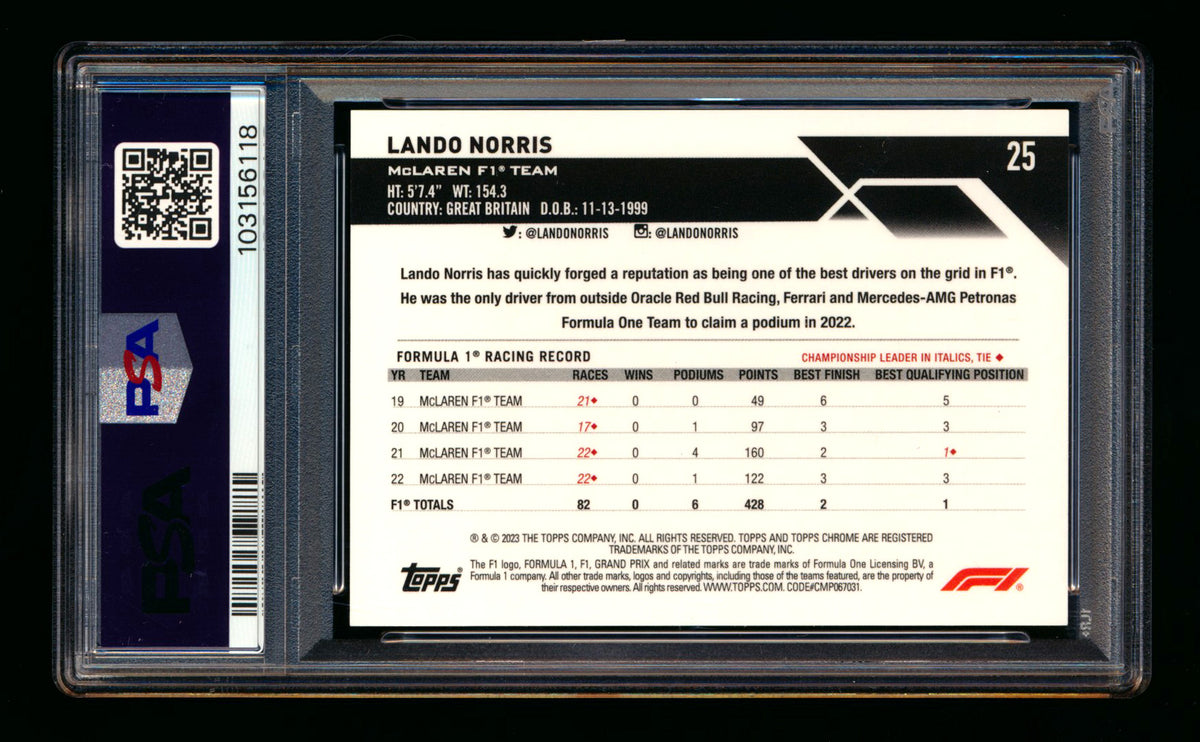 103156118
PSA
PSA
LANDO NORRIS
25
McLAREN F1® TEAM
HT: 5'7.4" WT: 154.3
COUNTRY: GREAT BRITAIN D.O.B.: 11-13-1999
: @LANDONORRIS : @LANDONORRIS
Lando Norris has quickly forged a reputation as being one of the best drivers on the grid in F1®.
He was the only driver from outside Oracle Red Bull Racing, Ferrari and Mercedes-AMG Petronas
Formula One Team to claim a podium in 2022.
FORMULA 1® RACING RECORD CHAMPIONSHIP LEADER IN ITALICS, TIE ♦
YR TEAM RACES WINS PODIUMS POINTS BEST FINISH BEST QUALIFYING POSITION
19 McLAREN F1® TEAM 21♦ 0 0 49 6 5
20 McLAREN F1® TEAM 17♦ 0 1 97 3 3
21 McLAREN F1® TEAM 22♦ 0 4 160 2 1♦
22 McLAREN F1® TEAM 22♦ 0 1 122 3 3
F1® TOTALS 82 0 6 428 2 1
® & © 2023 THE TOPPS COMPANY, INC. ALL RIGHTS RESERVED. TOPPS AND TOPPS CHROME ARE REGISTERED
TRADEMARKS OF THE TOPPS COMPANY, INC.
topps®
The F1 logo, FORMULA 1, F1, GRAND PRIX and related marks are trade marks of Formula One Licensing BV, a
Formula 1 company. All other trade marks, logos and copyrights, including those of the teams featured, are the property of
their respective owners. All rights reserved. WWW.TOPPS.COM. CODE#CMP067031.
F1®